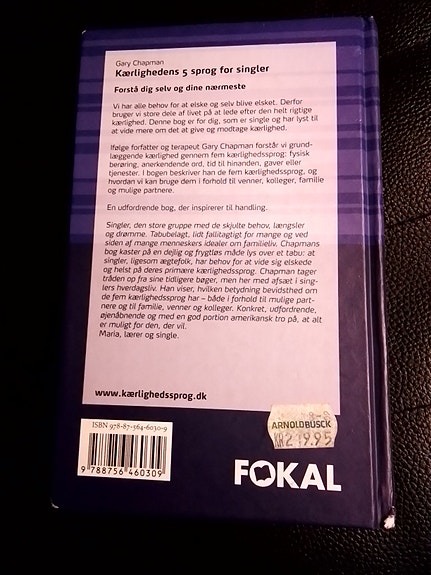 Gary Chapman
Kærlighedens 5 sprog for singler
Forstå dig selv og dine nærmeste
Vi har alle behov for at elske og selv blive elsket. Derfor
bruger vi store dele af livet på at lede efter den helt rigtige
kærlighed. Denne bog er for dig, som er single og har lyst til
at vide mere om det at give og modtage kærlighed.
Ifølge forfatter og terapeut Gary Chapman forstår vi grund-
læggende kærlighed gennem fem kærlighedssprog: fysisk
berøring, anerkendende ord, tid til hinanden, gaver eller
tjenester. I bogen beskriver han de fem kærlighedssprog, og
hvordan vi kan bruge dem i forhold til venner, kolleger, familie
og mulige partnere.
En udfordrende bog, der inspirerer til handling.
Singler, den store gruppe med de skjulte behov, længsler
og drømme. Tabubelagt, lidt fallitagtigt for mange og ved
siden af mange menneskers idealer om familieliv. Chapmans
bog kaster på en dejlig og frygtløs måde lys over et tabu: at
singler, ligesom ægtefolk, har behov for at vide sig elskede
og helst på deres primære kærlighedssprog. Chapman tager
tråden op fra sine tidligere bøger, men her med afsæt i sing-
lers hverdagsliv. Han viser, hvilken betydning bevidstheden om
de fem kærlighedssprog har – både i forhold til mulige part-
nere og til familie, venner og kolleger. Konkret, udfordrende,
øjenåbnende og med en god portion amerikansk tro på, at alt
er muligt for den, der vil.
Maria, lærer og single.
www.kærlighedssprog.dk
ISBN 978-87-564-6030-9
9 788756 460309
ARNOLD BUSCK
KR 219.95
FOKAL